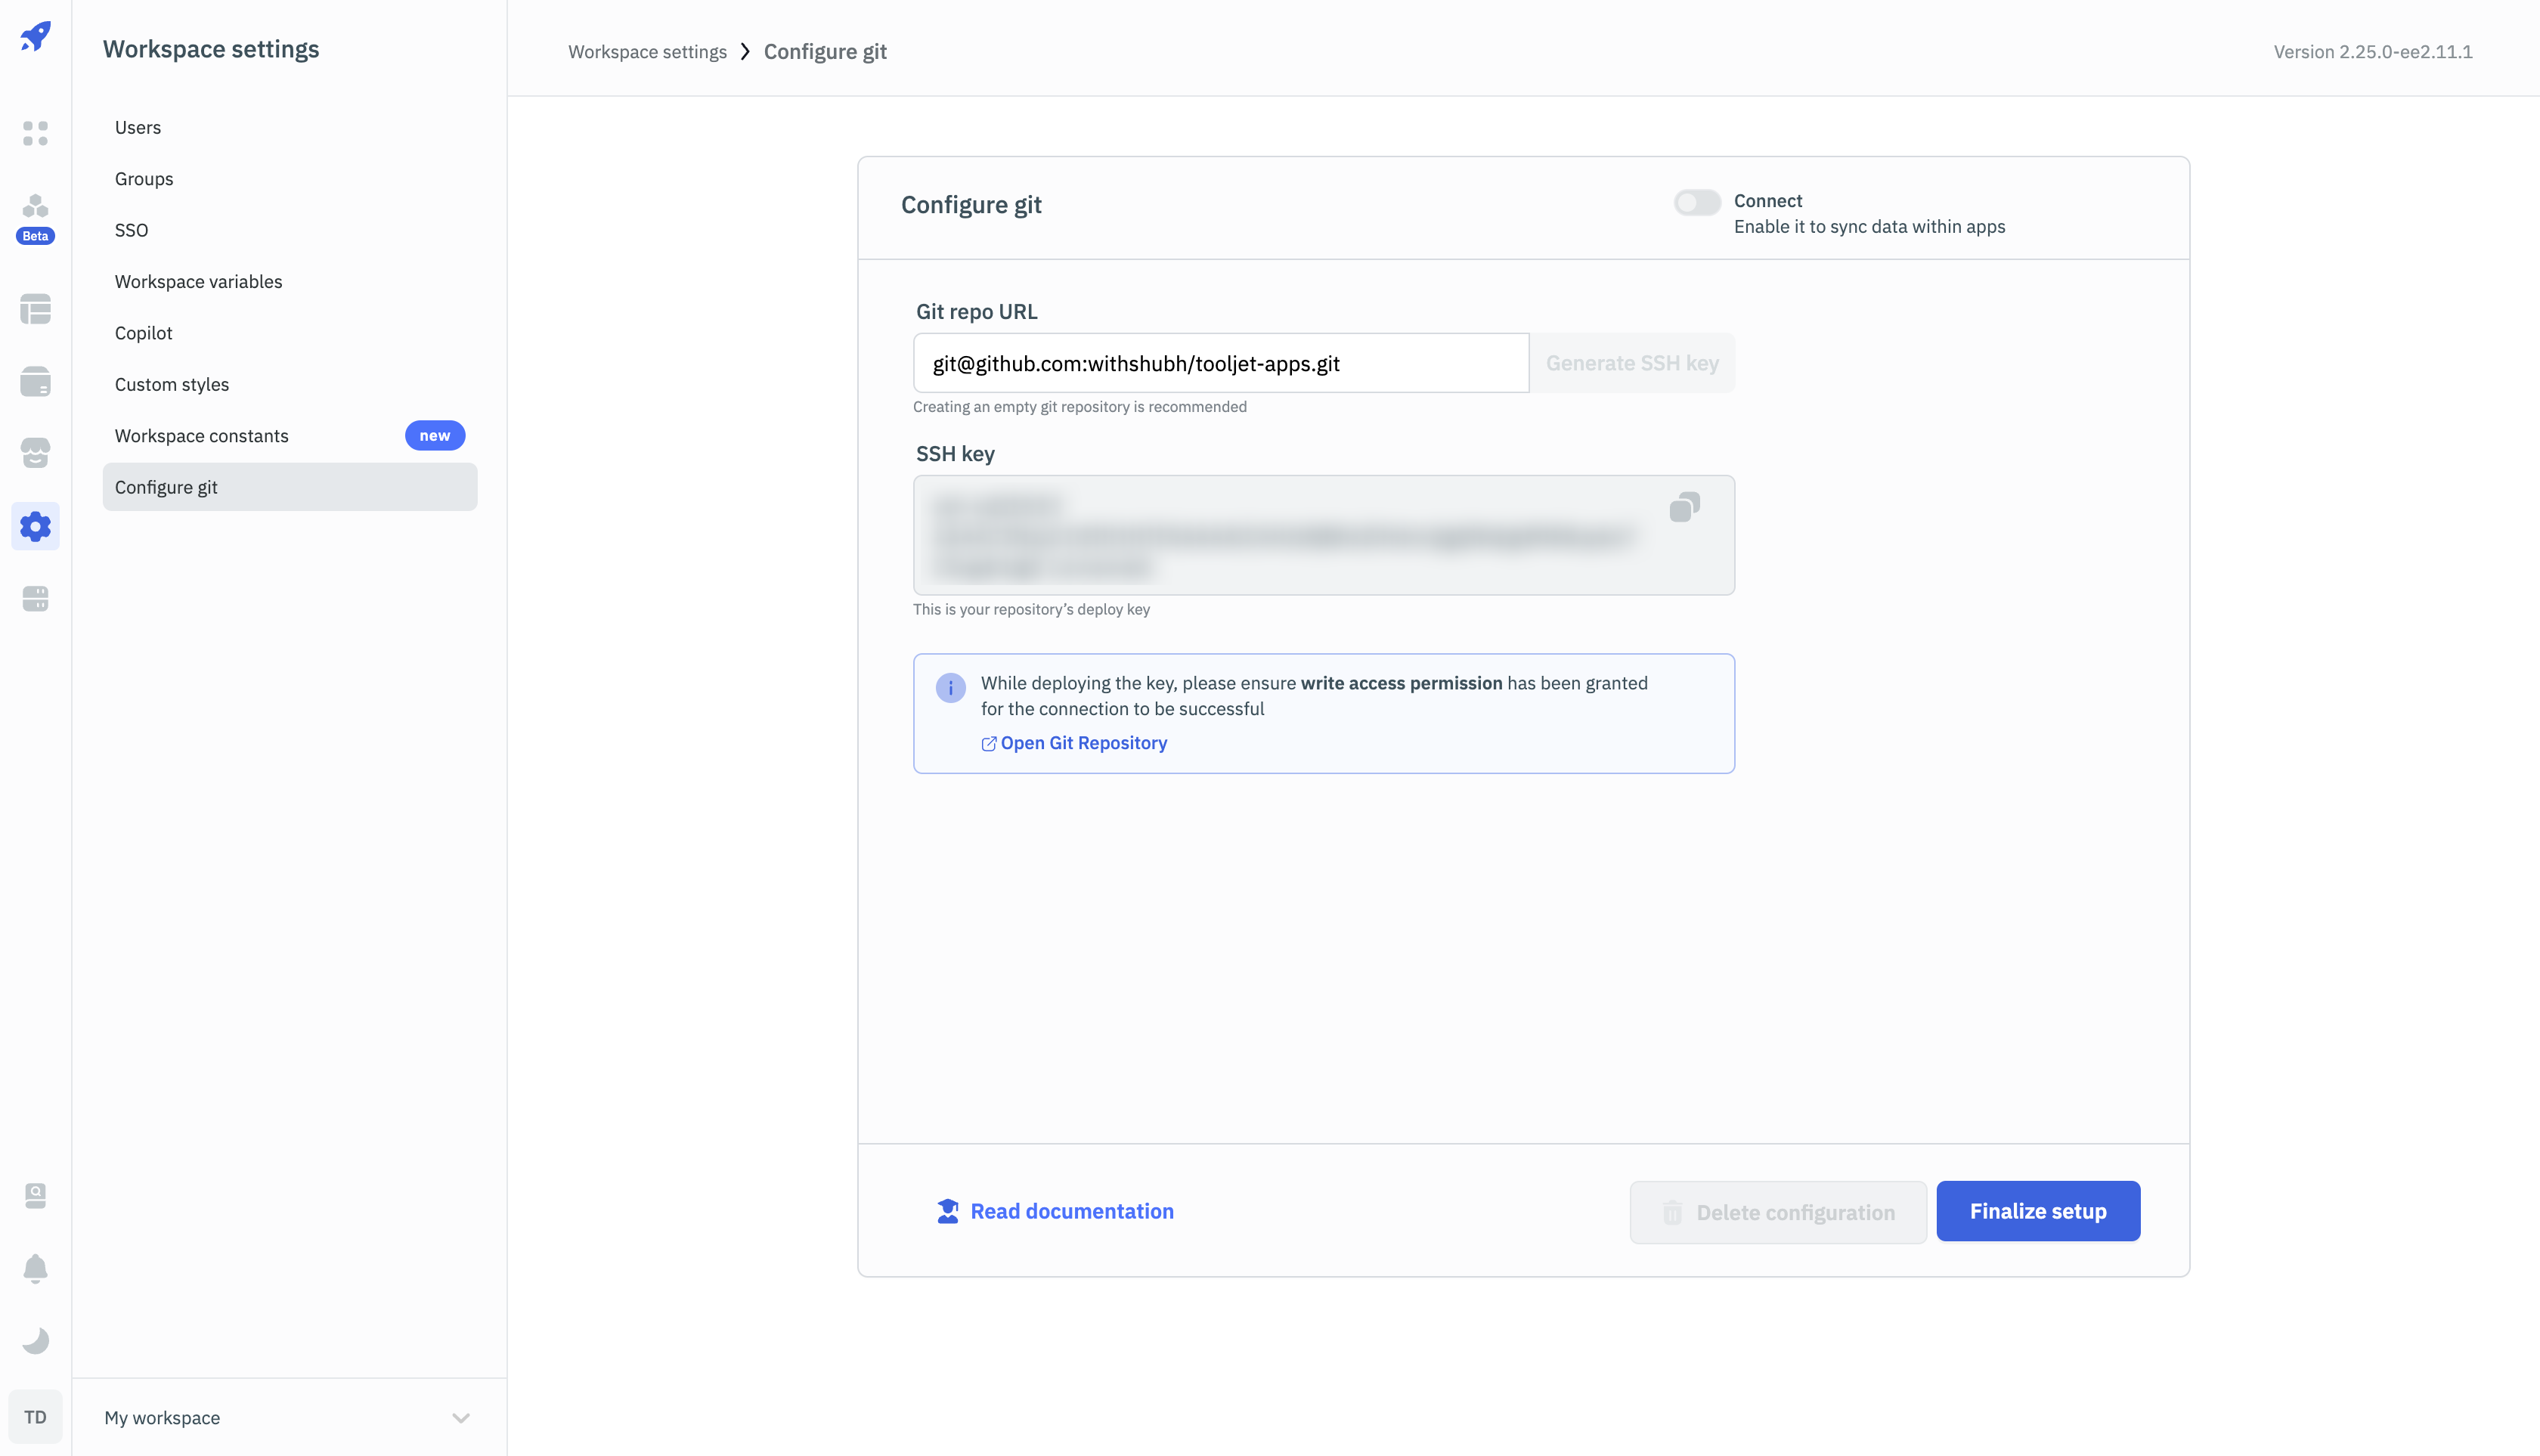 Workspace settings
Workspace settings > Configure git
Version 2.25.0-ee2.11.1
Beta
Users
Groups
SSO
Workspace variables
Copilot
Custom styles
Workspace constants new
Configure git
Configure git
Connect
Enable it to sync data within apps
Git repo URL
git@github.com:withshubh/tooljet-apps.git
Generate SSH key
Creating an empty git repository is recommended
SSH key
This is your repository’s deploy key
While deploying the key, please ensure write access permission has been granted
for the connection to be successful
Open Git Repository
Read documentation
Delete configuration
Finalize setup
TD
My workspace